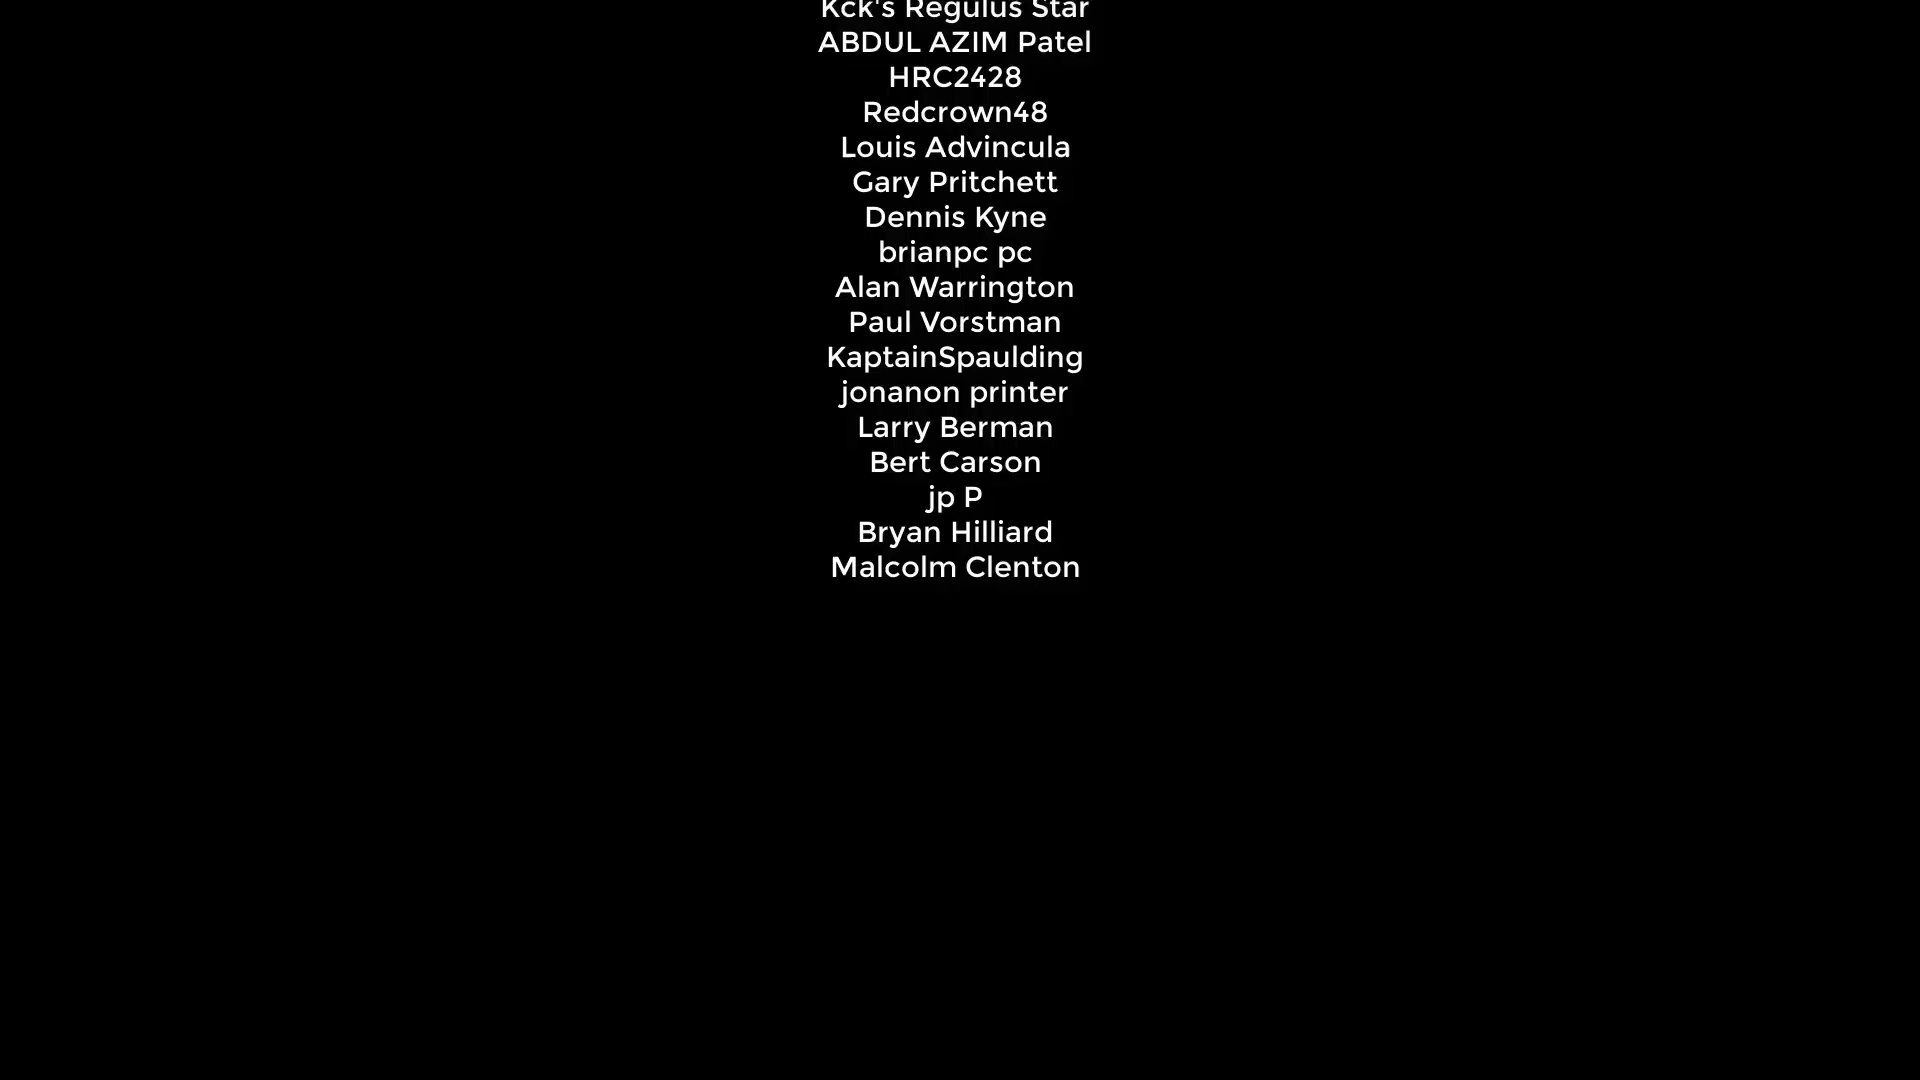 Kck's Regulus Star
ABDUL AZIM Patel
HRC2428
Redcrown48
Louis Advincula
Gary Pritchett
Dennis Kyne
brianpc pc
Alan Warrington
Paul Vorstman
KaptainSpaulding
jonanon printer
Larry Berman
Bert Carson
jp P
Bryan Hilliard
Malcolm Clenton